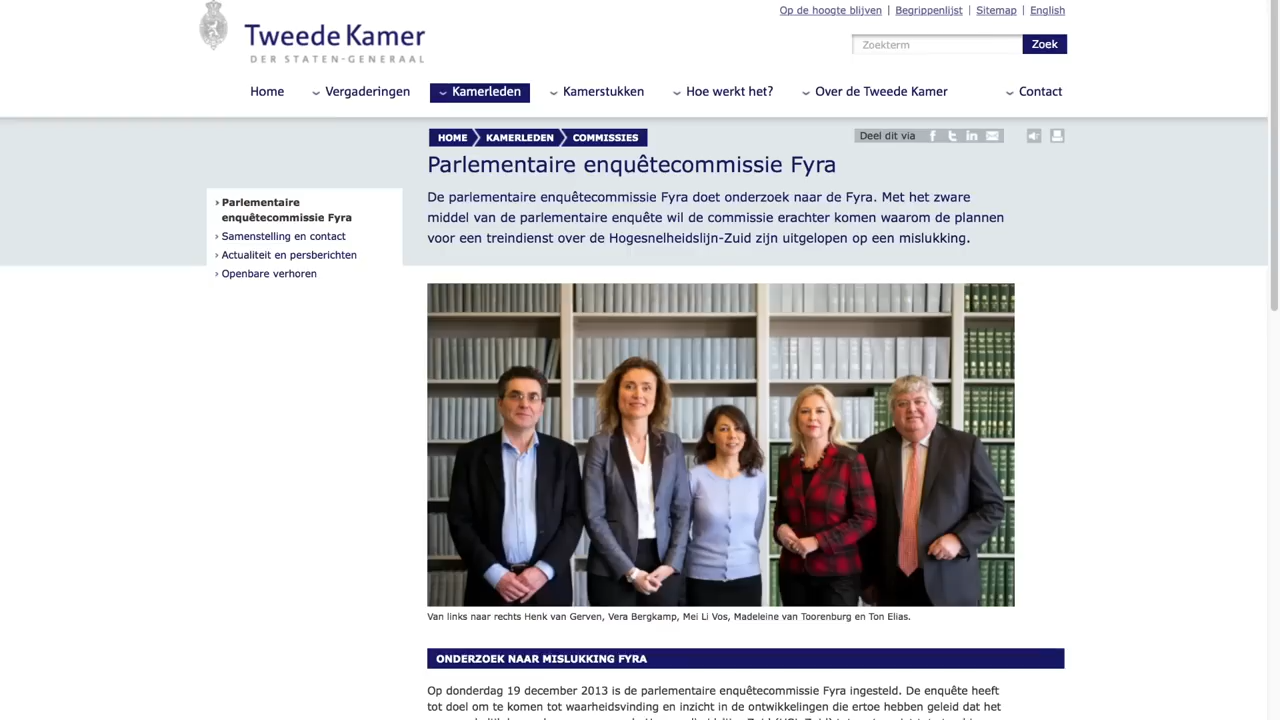 Op de hoogte blijven | Begrippenlijst | Sitemap | English
Tweede Kamer
DER STATEN-GENERAAL
Zoekterm Zoek
Home Vergaderingen Kamerleden Kamerstukken Hoe werkt het? Over de Tweede Kamer Contact
HOME KAMERLEDEN COMMISSIES
Deel dit via
Parlementaire enquêtecommissie Fyra
De parlementaire enquêtecommissie Fyra doet onderzoek naar de Fyra. Met het zware
middel van de parlementaire enquête wil de commissie erachter komen waarom de plannen
voor een treindienst over de Hogesnelheidslijn-Zuid zijn uitgelopen op een mislukking.
› Parlementaire
enquêtecommissie Fyra
› Samenstelling en contact
› Actualiteit en persberichten
› Openbare verhoren
Van links naar rechts Henk van Gerven, Vera Bergkamp, Mei Li Vos, Madeleine van Toorenburg en Ton Elias.
ONDERZOEK NAAR MISLUKKING FYRA
Op donderdag 19 december 2013 is de parlementaire enquêtecommissie Fyra ingesteld. De enquête heeft
tot doel om te komen tot waarheidsvinding en inzicht in de ontwikkelingen die ertoe hebben geleid dat het